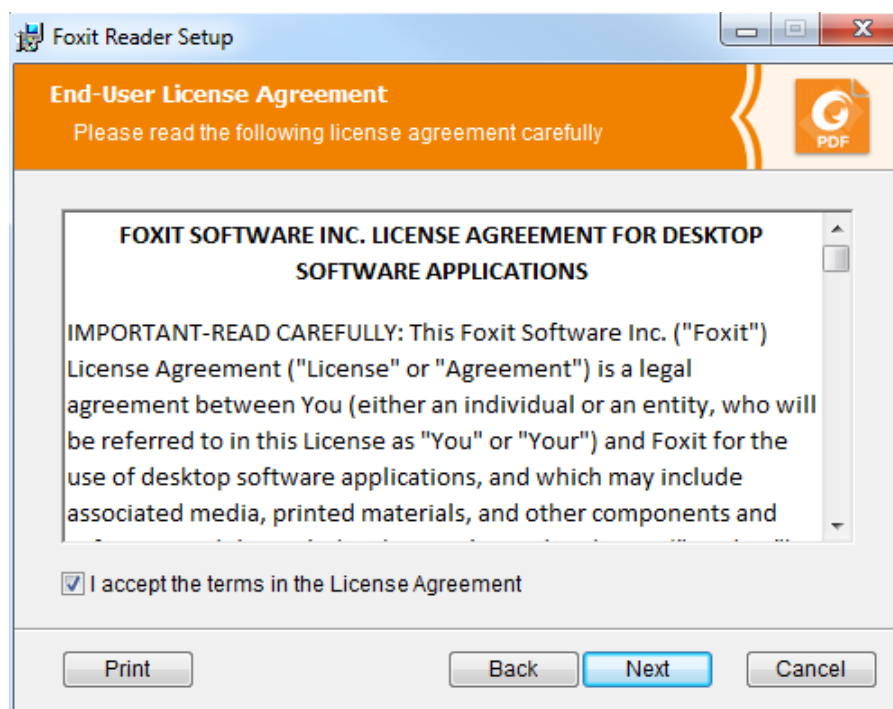 Foxit Reader Setup
End-User License Agreement
Please read the following license agreement carefully
PDF
FOXIT SOFTWARE INC. LICENSE AGREEMENT FOR DESKTOP
SOFTWARE APPLICATIONS
IMPORTANT-READ CAREFULLY: This Foxit Software Inc. ("Foxit")
License Agreement ("License" or "Agreement") is a legal
agreement between You (either an individual or an entity, who will
be referred to in this License as "You" or "Your") and Foxit for the
use of desktop software applications, and which may include
associated media, printed materials, and other components and
I accept the terms in the License Agreement
Print Back Next Cancel